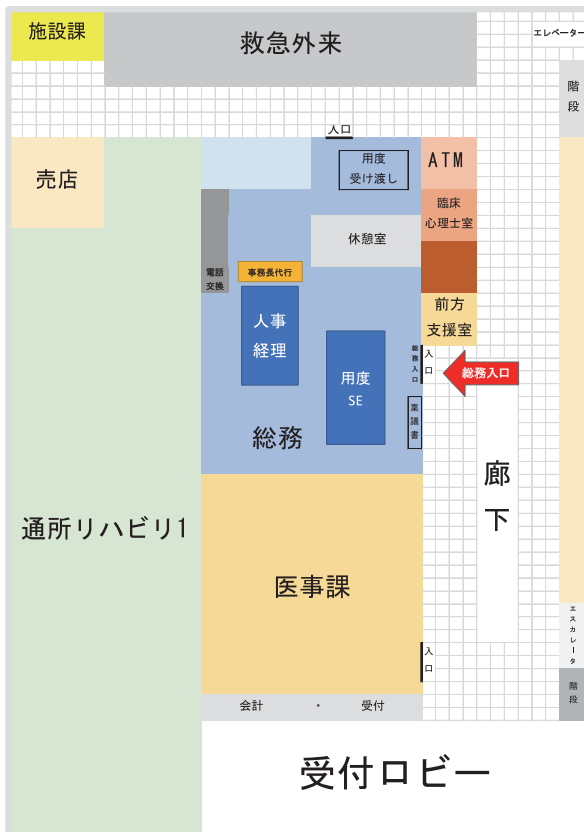 施設課
救急外来
エレベーター
階段
入口
用度
受け渡し
ATM
売店
臨床
心理士室
休憩室
電話
交換
事務長代行
前方
支援室
人事
経理
総務入口
入口
総務入口
用度
SE
稟議書
総務
廊下
通所リハビリ1
医事課
エスカレータ
入口
階段
会計 ・ 受付
受付ロビー